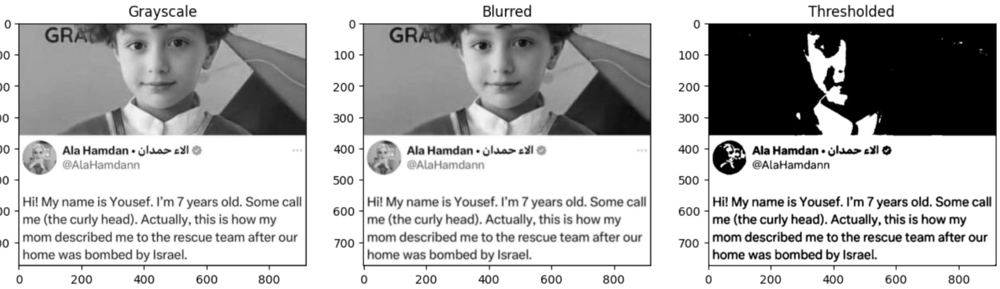 Grayscale
GRA
Ala Hamdan • الاء حمدان
@AlaHamdann
Hi! My name is Yousef. I’m 7 years old. Some call
me (the curly head). Actually, this is how my
mom described me to the rescue team after our
home was bombed by Israel.
0
00
00
00
00
00
00
00
0 200 400 600 800
Blurred
GRA
Ala Hamdan • الاء حمدان
@AlaHamdann
Hi! My name is Yousef. I’m 7 years old. Some call
me (the curly head). Actually, this is how my
mom described me to the rescue team after our
home was bombed by Israel.
0
100
200
300
400
500
600
700
0 200 400 600 800
Thresholded
Ala Hamdan • الاء حمدان
@AlaHamdann
Hi! My name is Yousef. I’m 7 years old. Some call
me (the curly head). Actually, this is how my
mom described me to the rescue team after our
home was bombed by Israel.
0
100
200
300
400
500
600
700
0 200 400 600 800